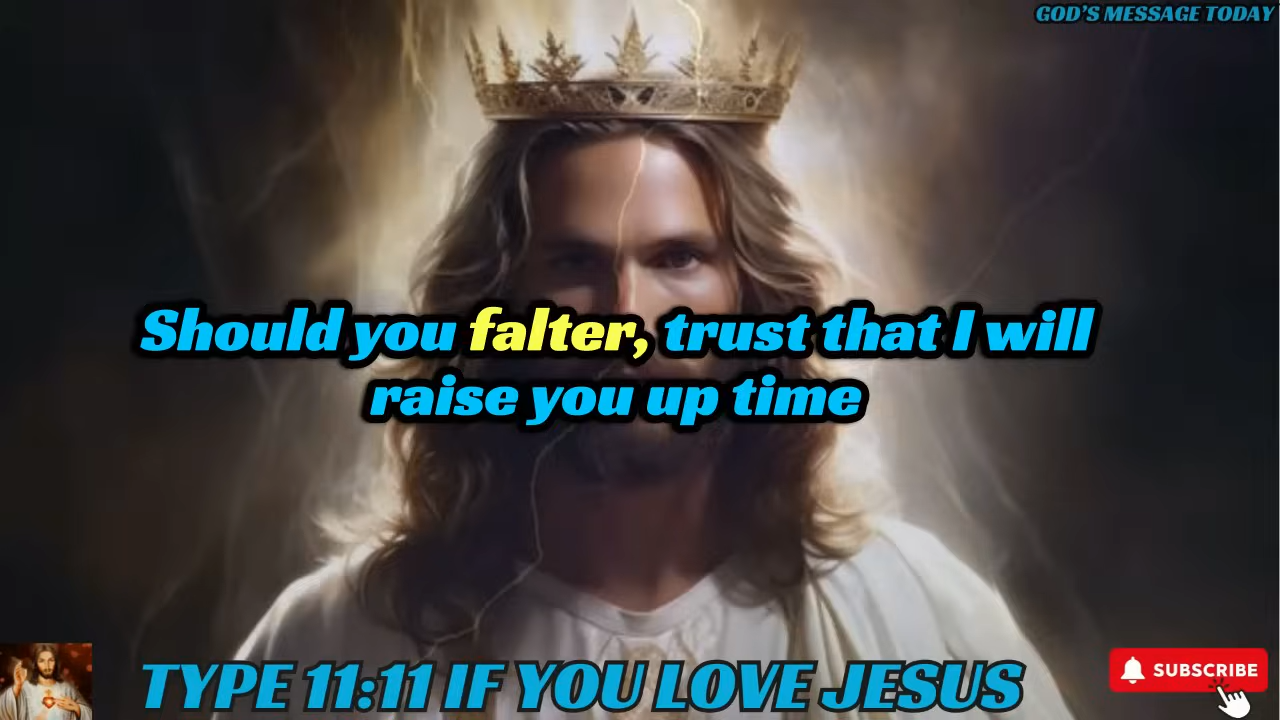 GOD'S MESSAGE TODAY
Should you falter, trust that I will
raise you up time
TYPE 11:11 IF YOU LOVE JESUS
SUBSCRIBE